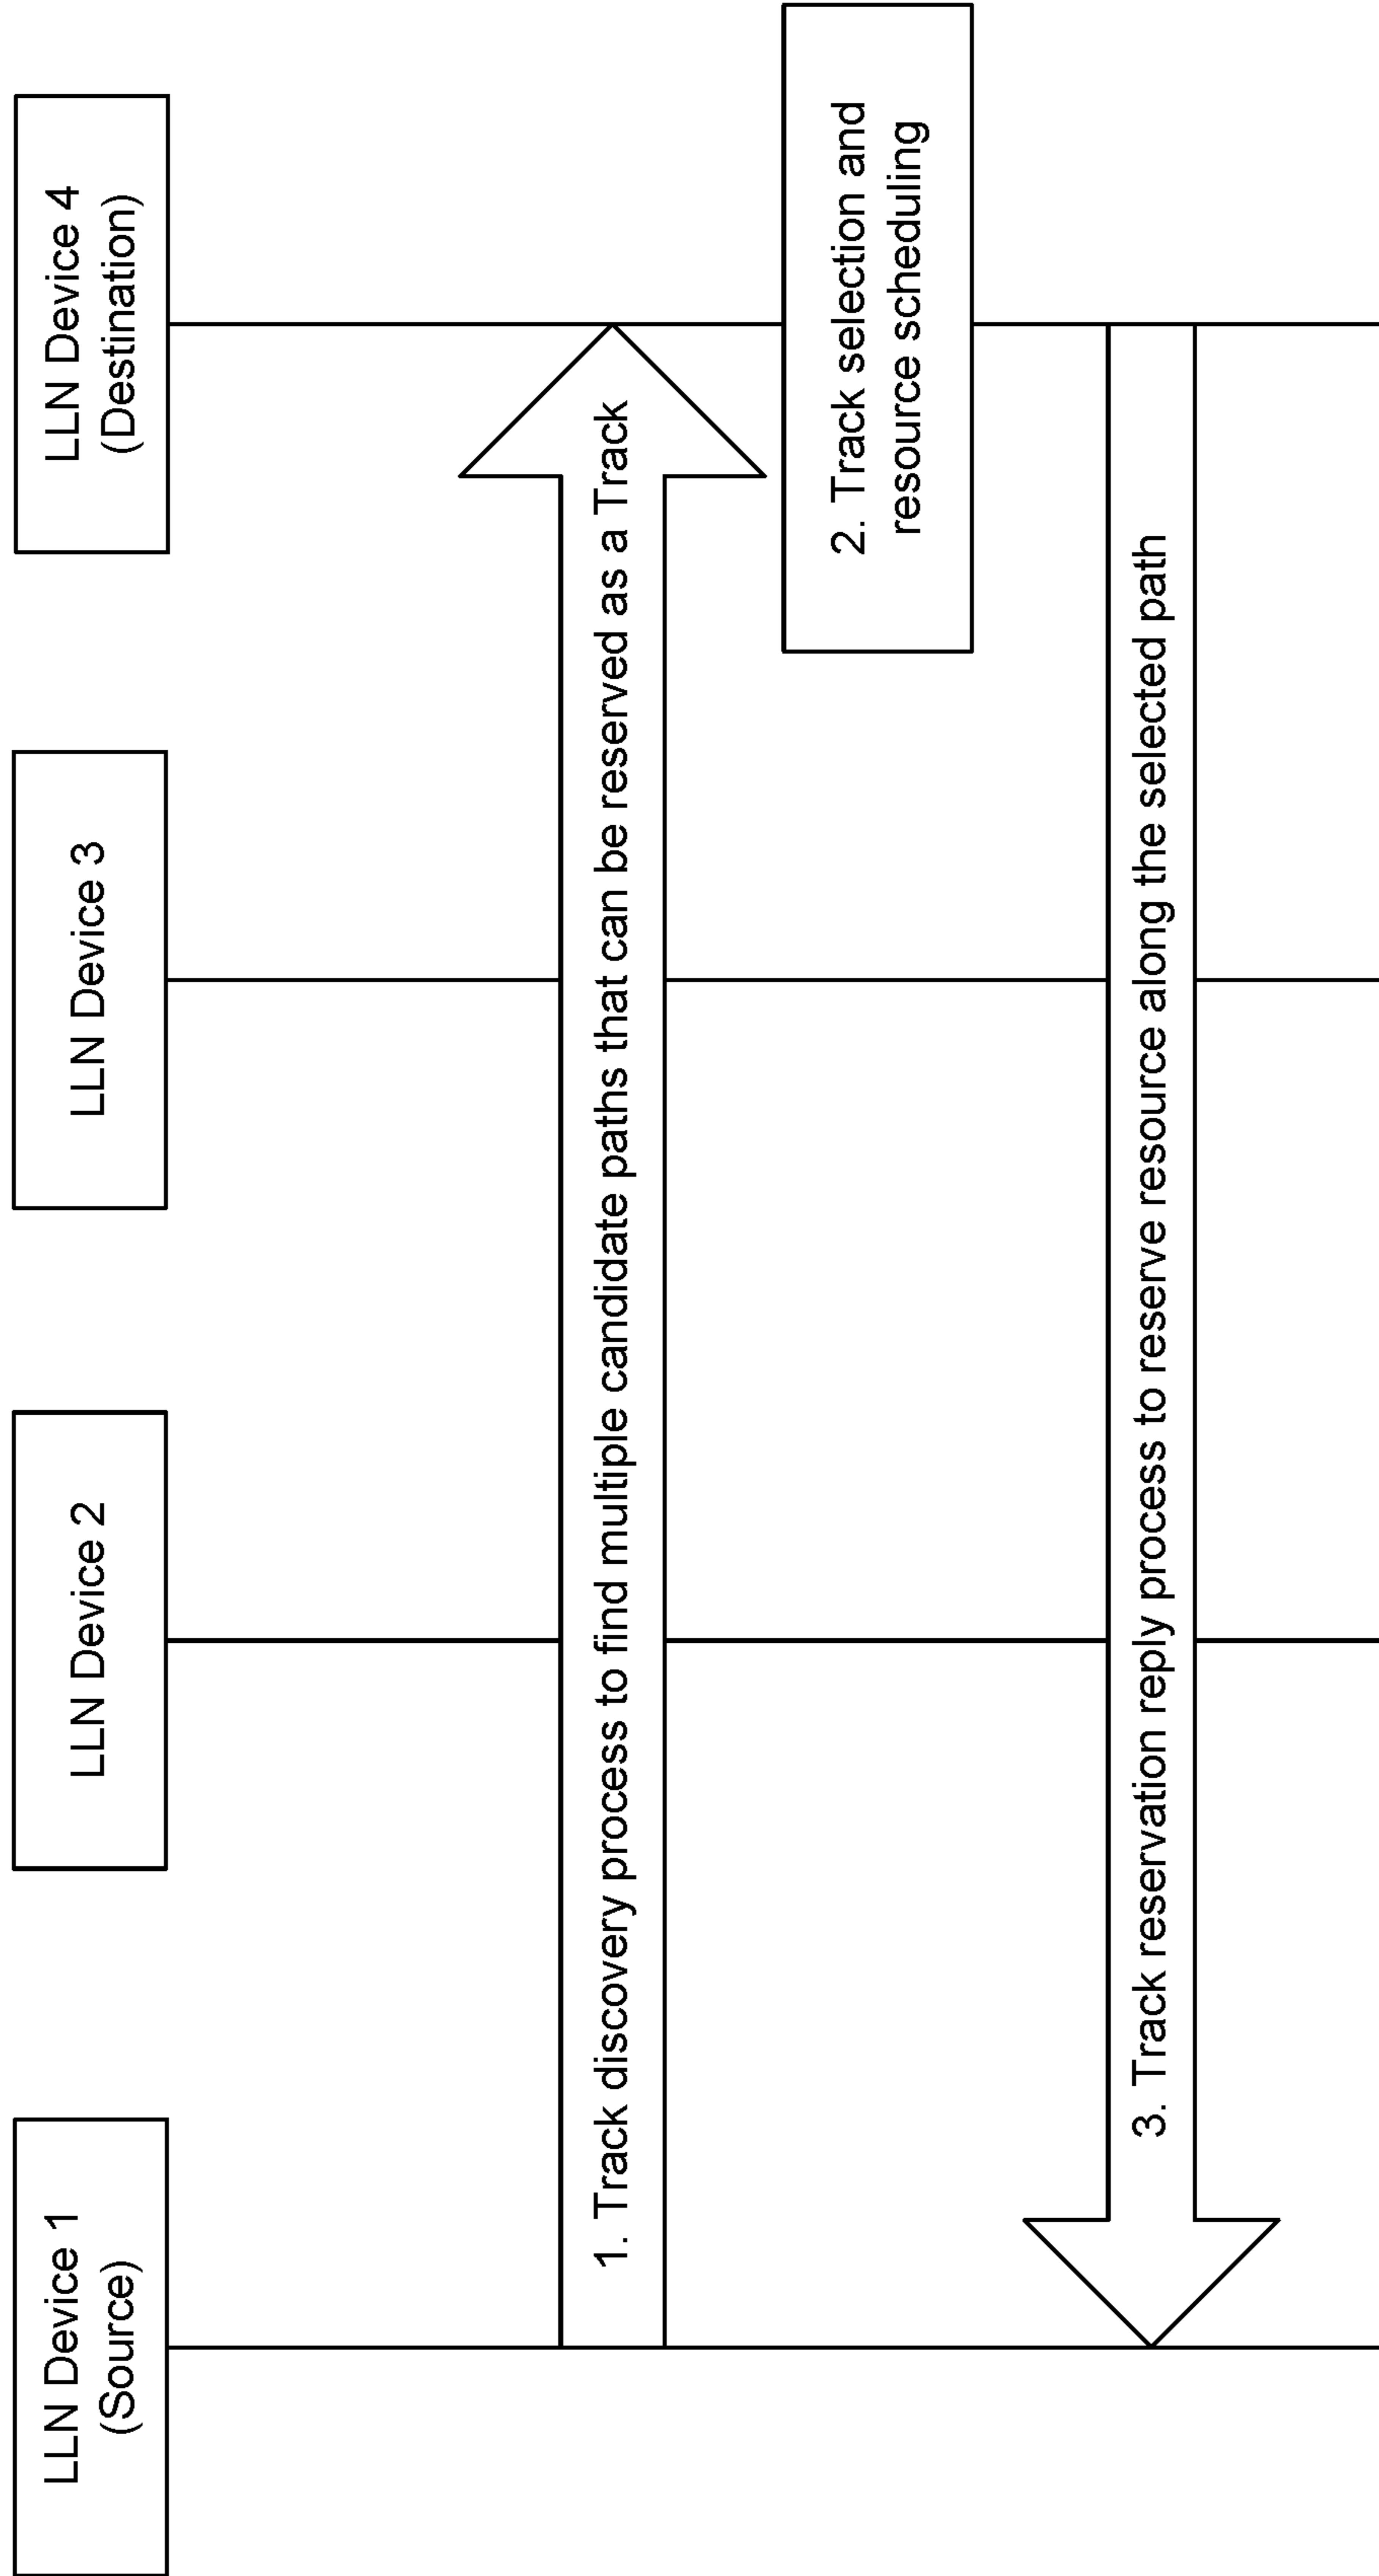 LLN Device 1
(Source)
LLN Device 2
LLN Device 3
LLN Device 4
(Destination)
1. Track discovery process to find multiple candidate paths that can be reserved as a Track
2. Track selection and
resource scheduling
3. Track reservation reply process to reserve resource along the selected path